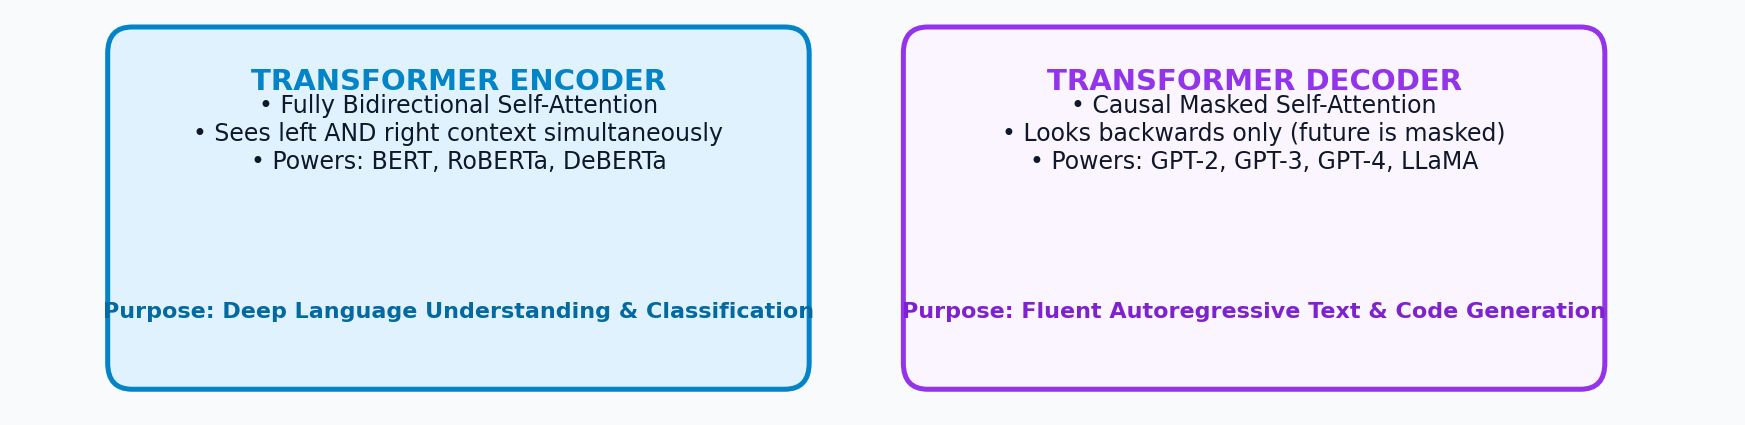 TRANSFORMER ENCODER
• Fully Bidirectional Self-Attention
• Sees left AND right context simultaneously
• Powers: BERT, RoBERTa, DeBERTa
Purpose: Deep Language Understanding & Classification
TRANSFORMER DECODER
• Causal Masked Self-Attention
• Looks backwards only (future is masked)
• Powers: GPT-2, GPT-3, GPT-4, LLaMA
Purpose: Fluent Autoregressive Text & Code Generation